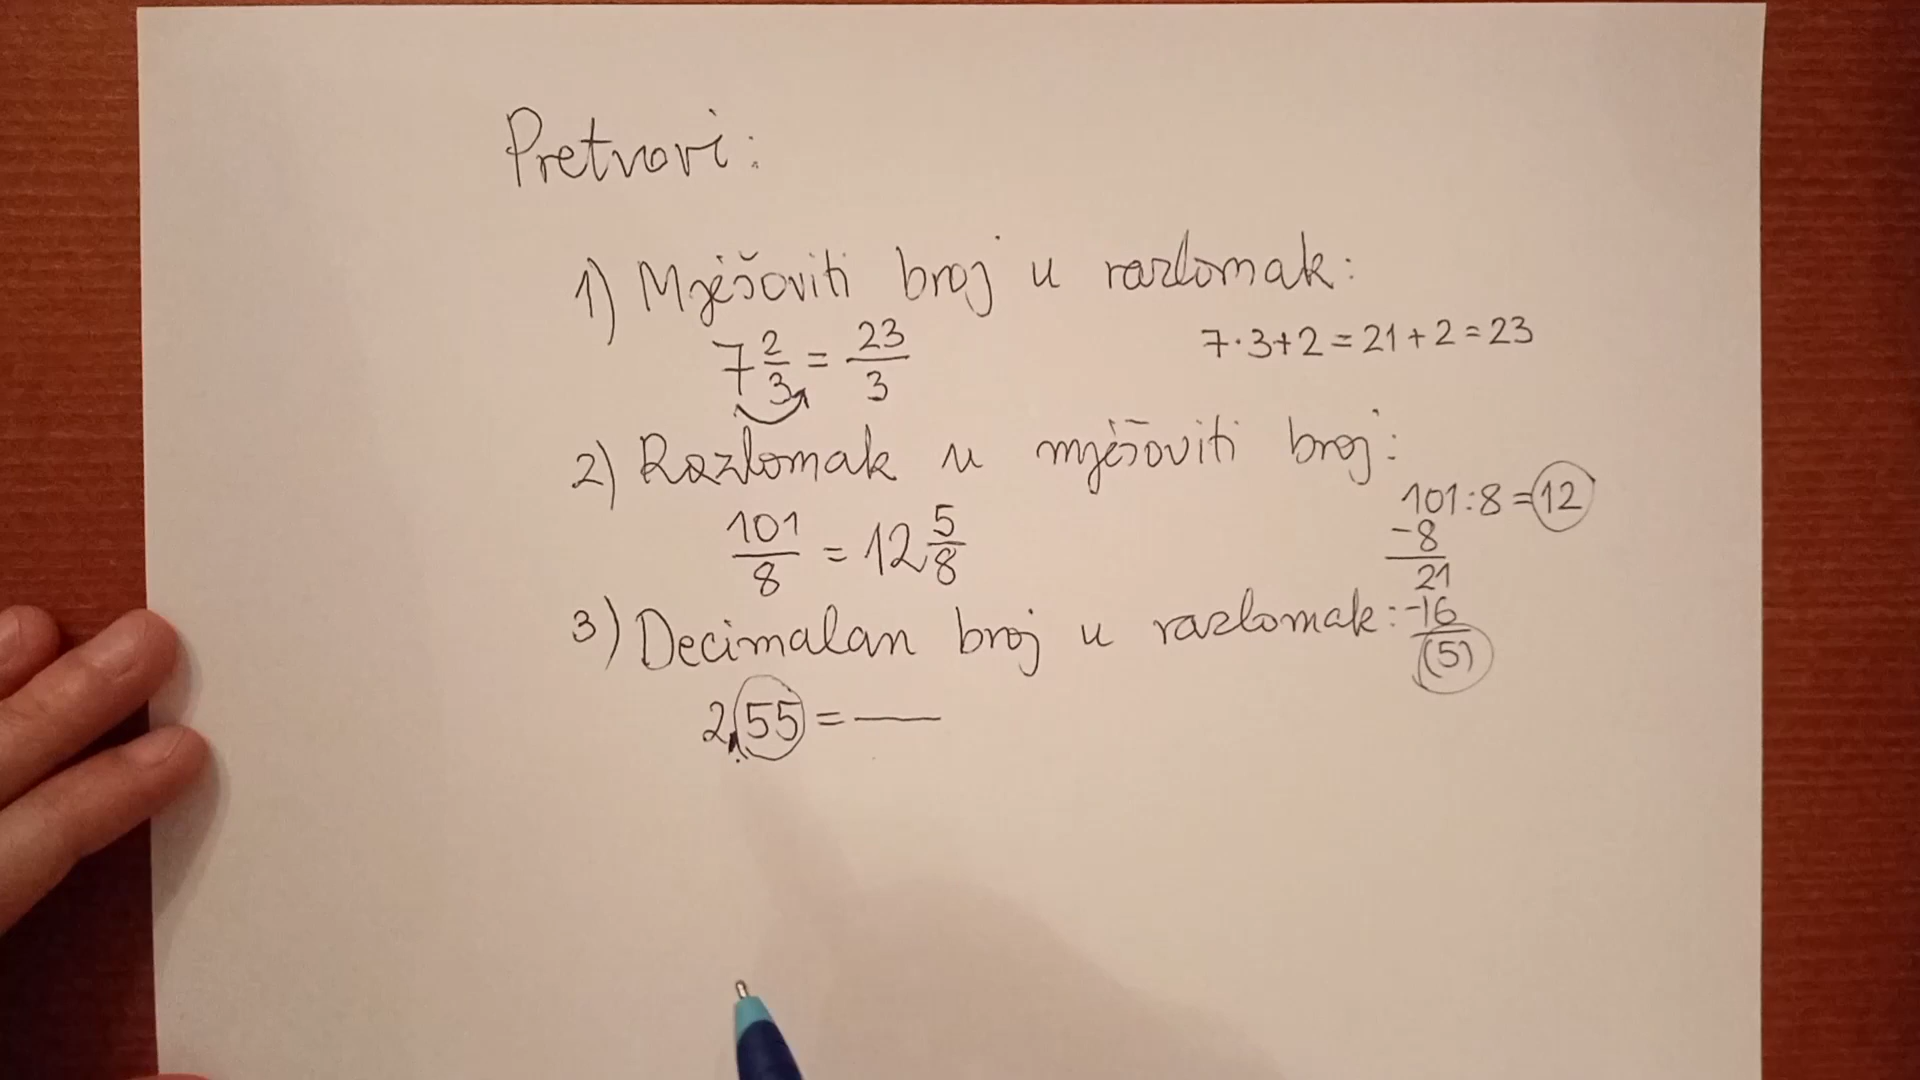 Pretvori:
1) Mješoviti broj u razlomak:
7 2/3 = 23/3
7·3+2=21+2=23
2) Razlomak u mješoviti broj:
101/8 = 12 5/8
101:8=12
-8
21
-16
(5)
3) Decimalan broj u razlomak:
2,55 =